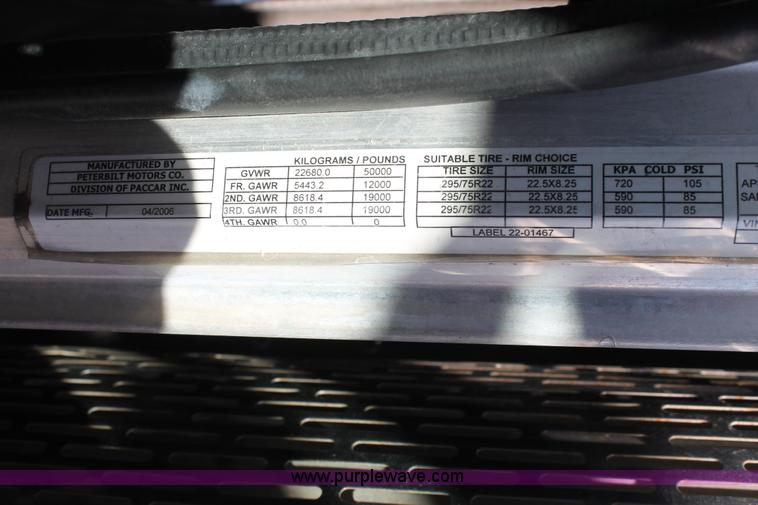 MANUFACTURED BY
PETERBILT MOTORS CO.
DIVISION OF PACCAR INC.
DATE MFG. 04/2006
KILOGRAMS / POUNDS
GVWR 22680.0 50000
FR. GAWR 5443.2 12000
2ND. GAWR 8618.4 19000
3RD. GAWR 8618.4 19000
4TH. GAWR 0.0 0
SUITABLE TIRE - RIM CHOICE
TIRE SIZE RIM SIZE
295/75R22 22.5X8.25
295/75R22 22.5X8.25
295/75R22 22.5X8.25
LABEL 22-01467
KPA COLD PSI
720 105
590 85
590 85
AP
SA
VIN
www.purplewave.com